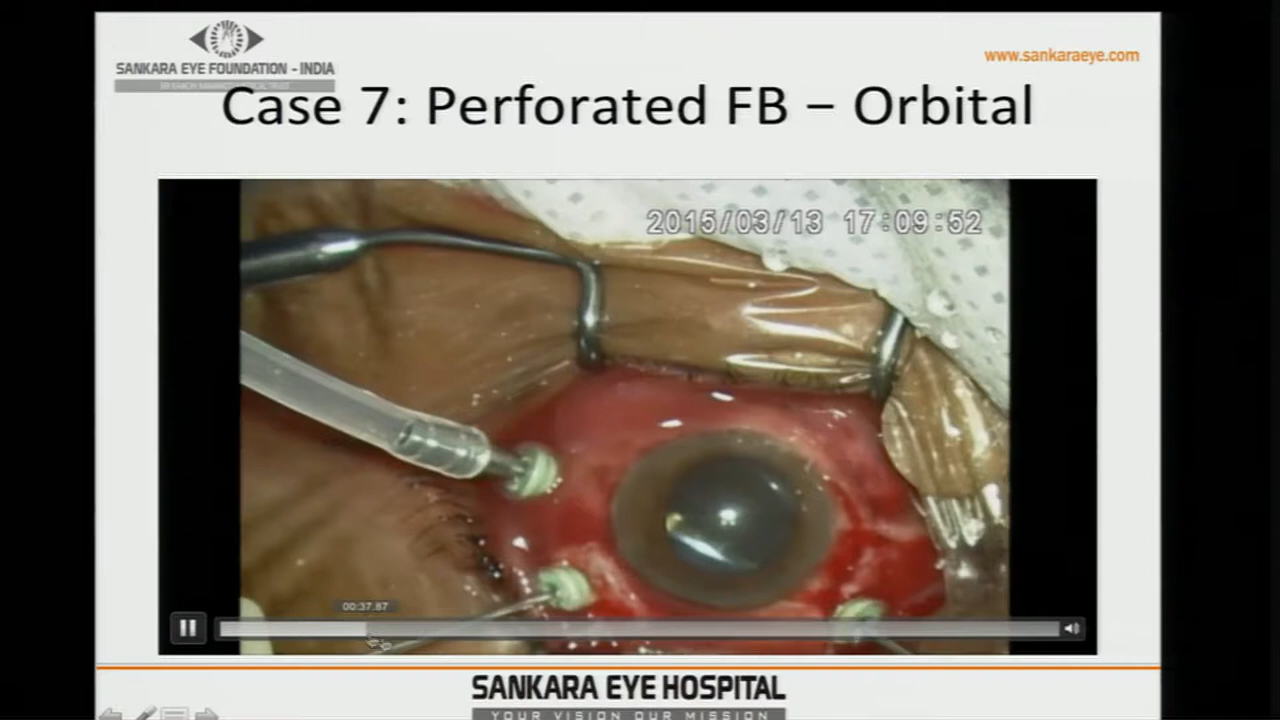 SANKARA EYE FOUNDATION - INDIA
www.sankaraeye.com
Case 7: Perforated FB – Orbital
2015/03/13 17:09:52
00:37.87
SANKARA EYE HOSPITAL
YOUR VISION OUR MISSION